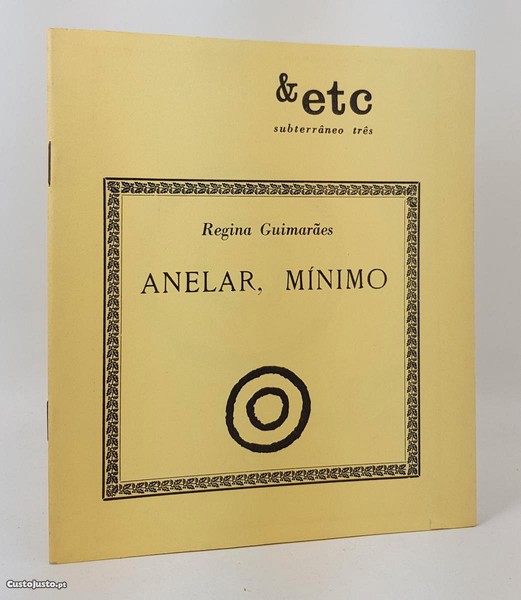 & etc
subterrâneo três
Regina Guimarães
ANELAR, MÍNIMO
CustoJusto.pt